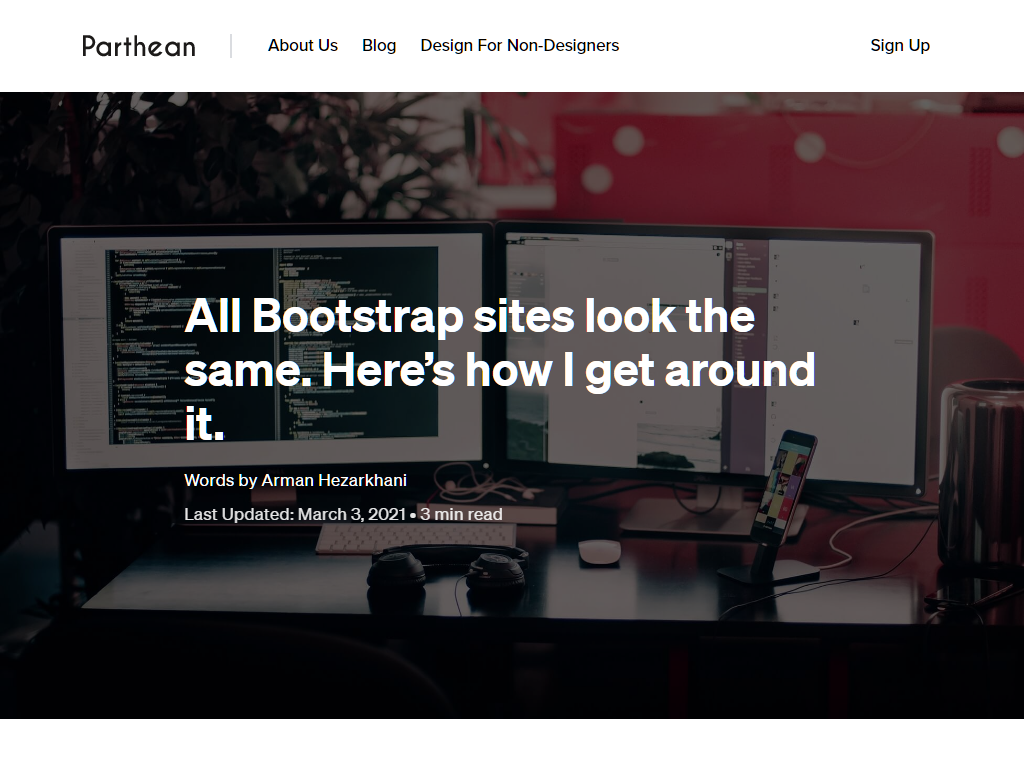 Parthean
About Us
Blog
Design For Non-Designers
Sign Up
All Bootstrap sites look the
same. Here’s how I get around
it.
Words by Arman Hezarkhani
Last Updated: March 3, 2021 • 3 min read